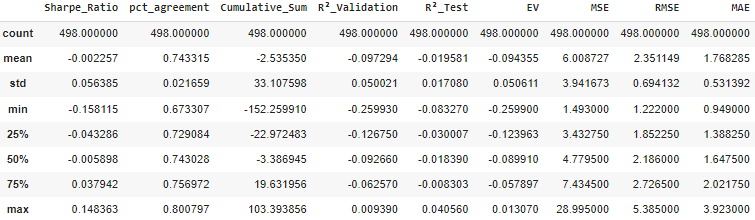 Sharpe_Ratio pct_agreement Cumulative_Sum R²_Validation R²_Test EV MSE RMSE MAE
count 498.000000 498.000000 498.000000 498.000000 498.000000 498.000000 498.000000 498.000000 498.000000
mean -0.002257 0.743315 -2.535350 -0.097294 -0.019581 -0.094355 6.008727 2.351149 1.768285
std 0.056385 0.021659 33.107598 0.050021 0.017080 0.050611 3.941673 0.694132 0.531392
min -0.158115 0.673307 -152.259910 -0.259930 -0.083270 -0.259900 1.493000 1.222000 0.949000
25% -0.043286 0.729084 -22.972483 -0.126750 -0.030007 -0.123963 3.432750 1.852250 1.388250
50% -0.005898 0.743028 -3.386945 -0.092660 -0.018390 -0.089910 4.779500 2.186000 1.647500
75% 0.037942 0.756972 19.631956 -0.062570 -0.008303 -0.057897 7.434500 2.726500 2.021750
max 0.148363 0.800797 103.393856 0.009390 0.040560 0.013070 28.995000 5.385000 3.923000